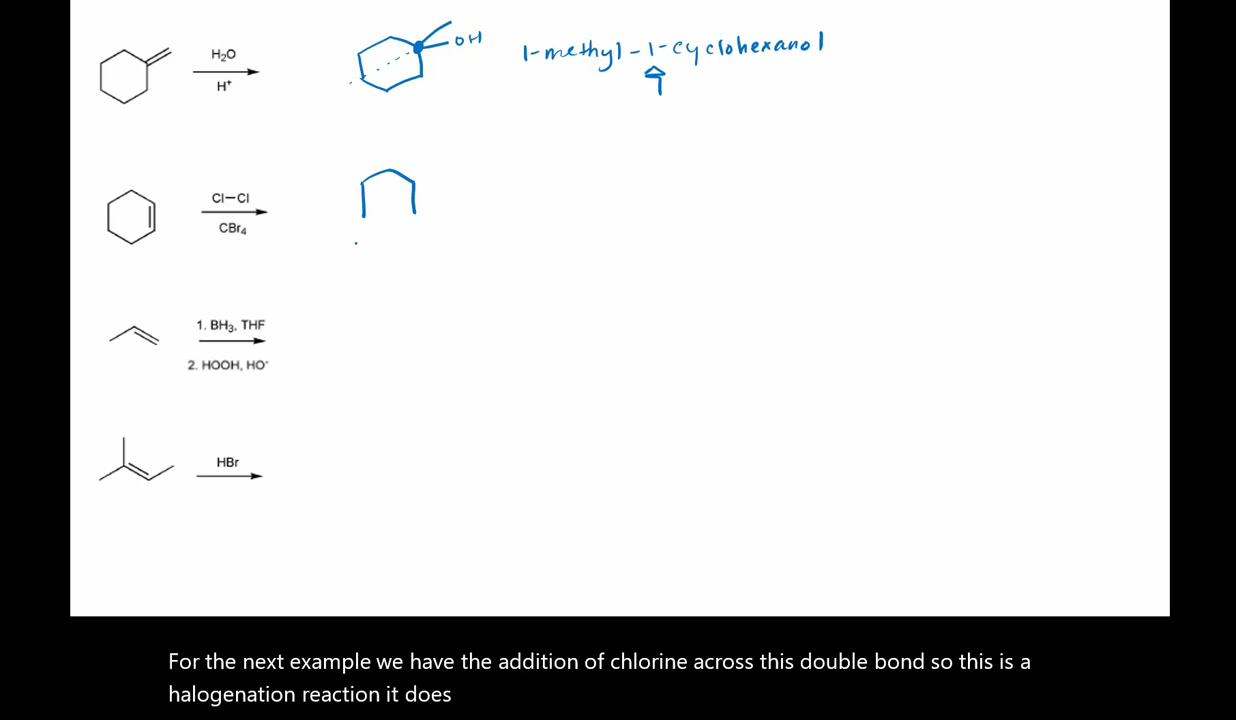 H₂O
H⁺
OH
1-methyl-1-cyclohexanol
Cl–Cl
CBr₄
1. BH₃, THF
2. HOOH, HO⁻
HBr
For the next example we have the addition of chlorine across this double bond so this is a
halogenation reaction it does